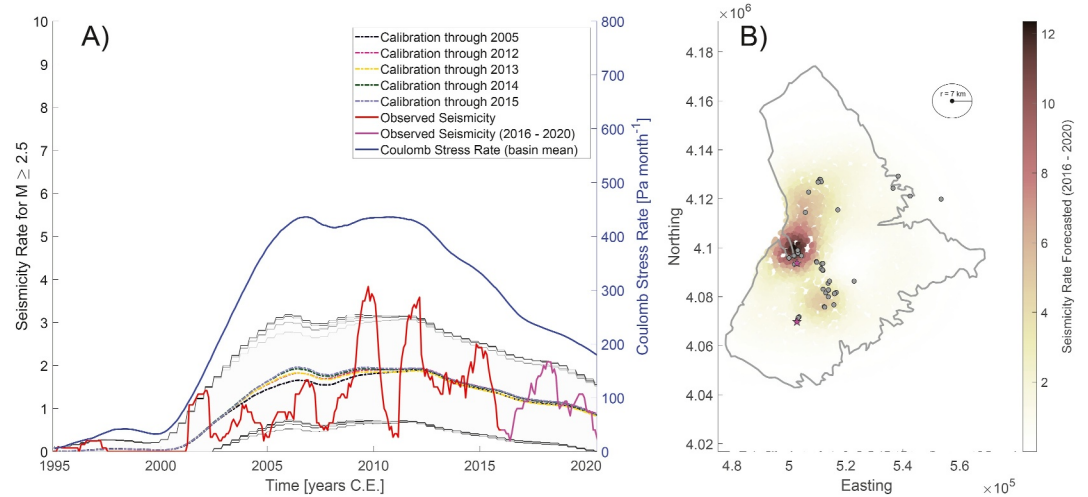 A)
Calibration through 2005
Calibration through 2012
Calibration through 2013
Calibration through 2014
Calibration through 2015
Observed Seismicity
Observed Seismicity (2016 - 2020)
Coulomb Stress Rate (basin mean)
Seismicity Rate for M ≥ 2.5
10
9
8
7
6
5
4
3
2
1
0
1995
2000
2005
2010
2015
2020
Time [years C.E.]
800
700
600
500
400
300
200
100
0
Coulomb Stress Rate [Pa month⁻¹]
B)
× 10⁶
4.18
4.16
4.14
4.12
4.1
4.08
4.06
4.04
4.02
Northing
r = 7 km
4.8
5
5.2
5.4
5.6
Easting
× 10⁵
12
10
8
6
4
2
Seismicity Rate Forecasted (2016 - 2020)